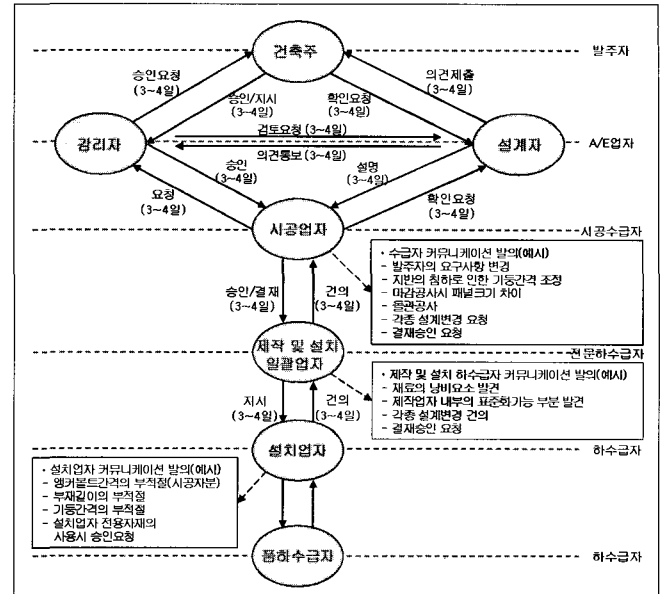 건축주
발주자
승인요청
(3~4일)
승인/지시
(3~4일)
확인요청
(3~4일)
의견제출
(3~4일)
검토요청 (3~4일)
감리자
설계자
A/E업자
의견통보 (3~4일)
승인
(3~4일)
설명
(3~4일)
요청
(3~4일)
확인요청
(3~4일)
시공업자
시공수급자
· 수급자 커뮤니케이션 발의(예시)
- 발주자의 요구사항 변경
- 지반의 침하로 인한 기둥간격 조정
- 마감공사시 패널크기 차이
- 돌관공사
- 각종 설계변경 요청
- 결재승인 요청
승인/결재
(3~4일)
건의
(3~4일)
제작 및 설치
일괄업자
전문하수급자
· 제작 및 설치 하수급자 커뮤니케이션 발의(예시)
- 재료의 낭비요소 발견
- 제작업자 내부의 표준화가능 부분 발견
- 각종 설계변경 건의
- 결재승인 요청
지시
(3~4일)
건의
(3~4일)
설치업자
하수급자
· 설치업자 커뮤니케이션 발의(예시)
- 앵커볼트간격의 부적절(시공자분)
- 부재길이의 부적절
- 기둥간격의 부적절
- 설치업자 전용자재의
사용시 승인요청
품하수급자
하수급자